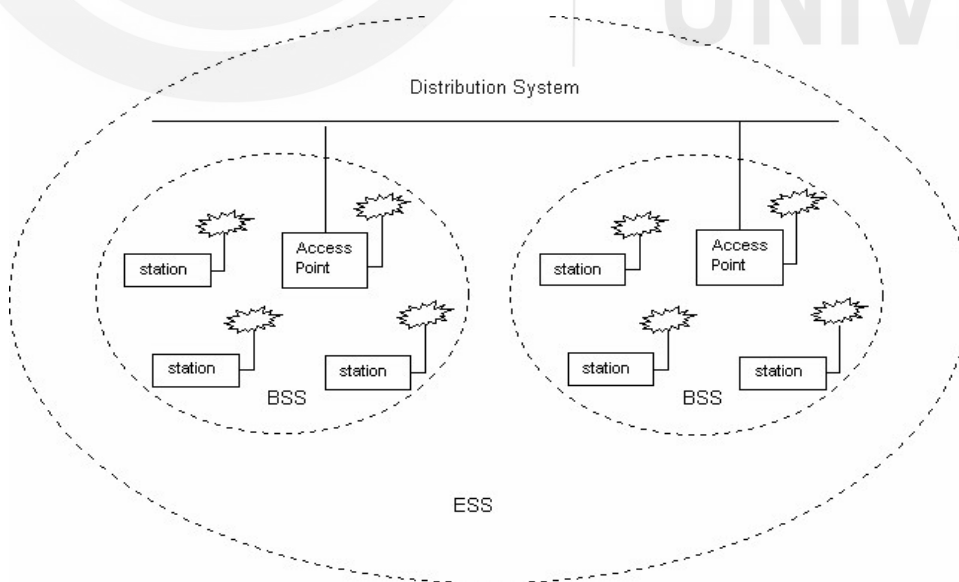 UNIV
Distribution System
station
Access
Point
station
station
BSS
station
Access
Point
station
station
BSS
ESS